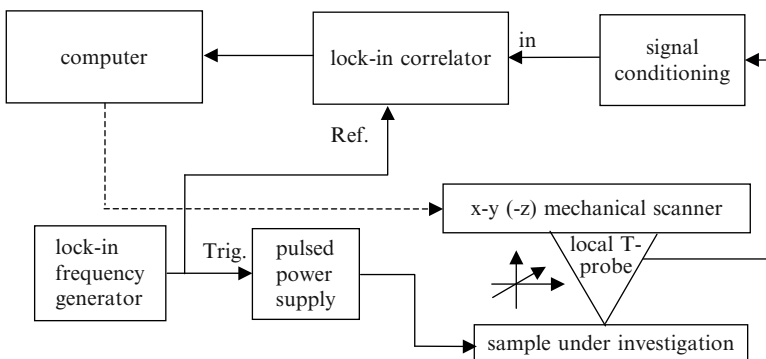 computer
lock-in correlator
in
signal
conditioning
Ref.
x-y (-z) mechanical scanner
lock-in
frequency
generator
Trig.
pulsed
power
supply
local T-
probe
sample under investigation